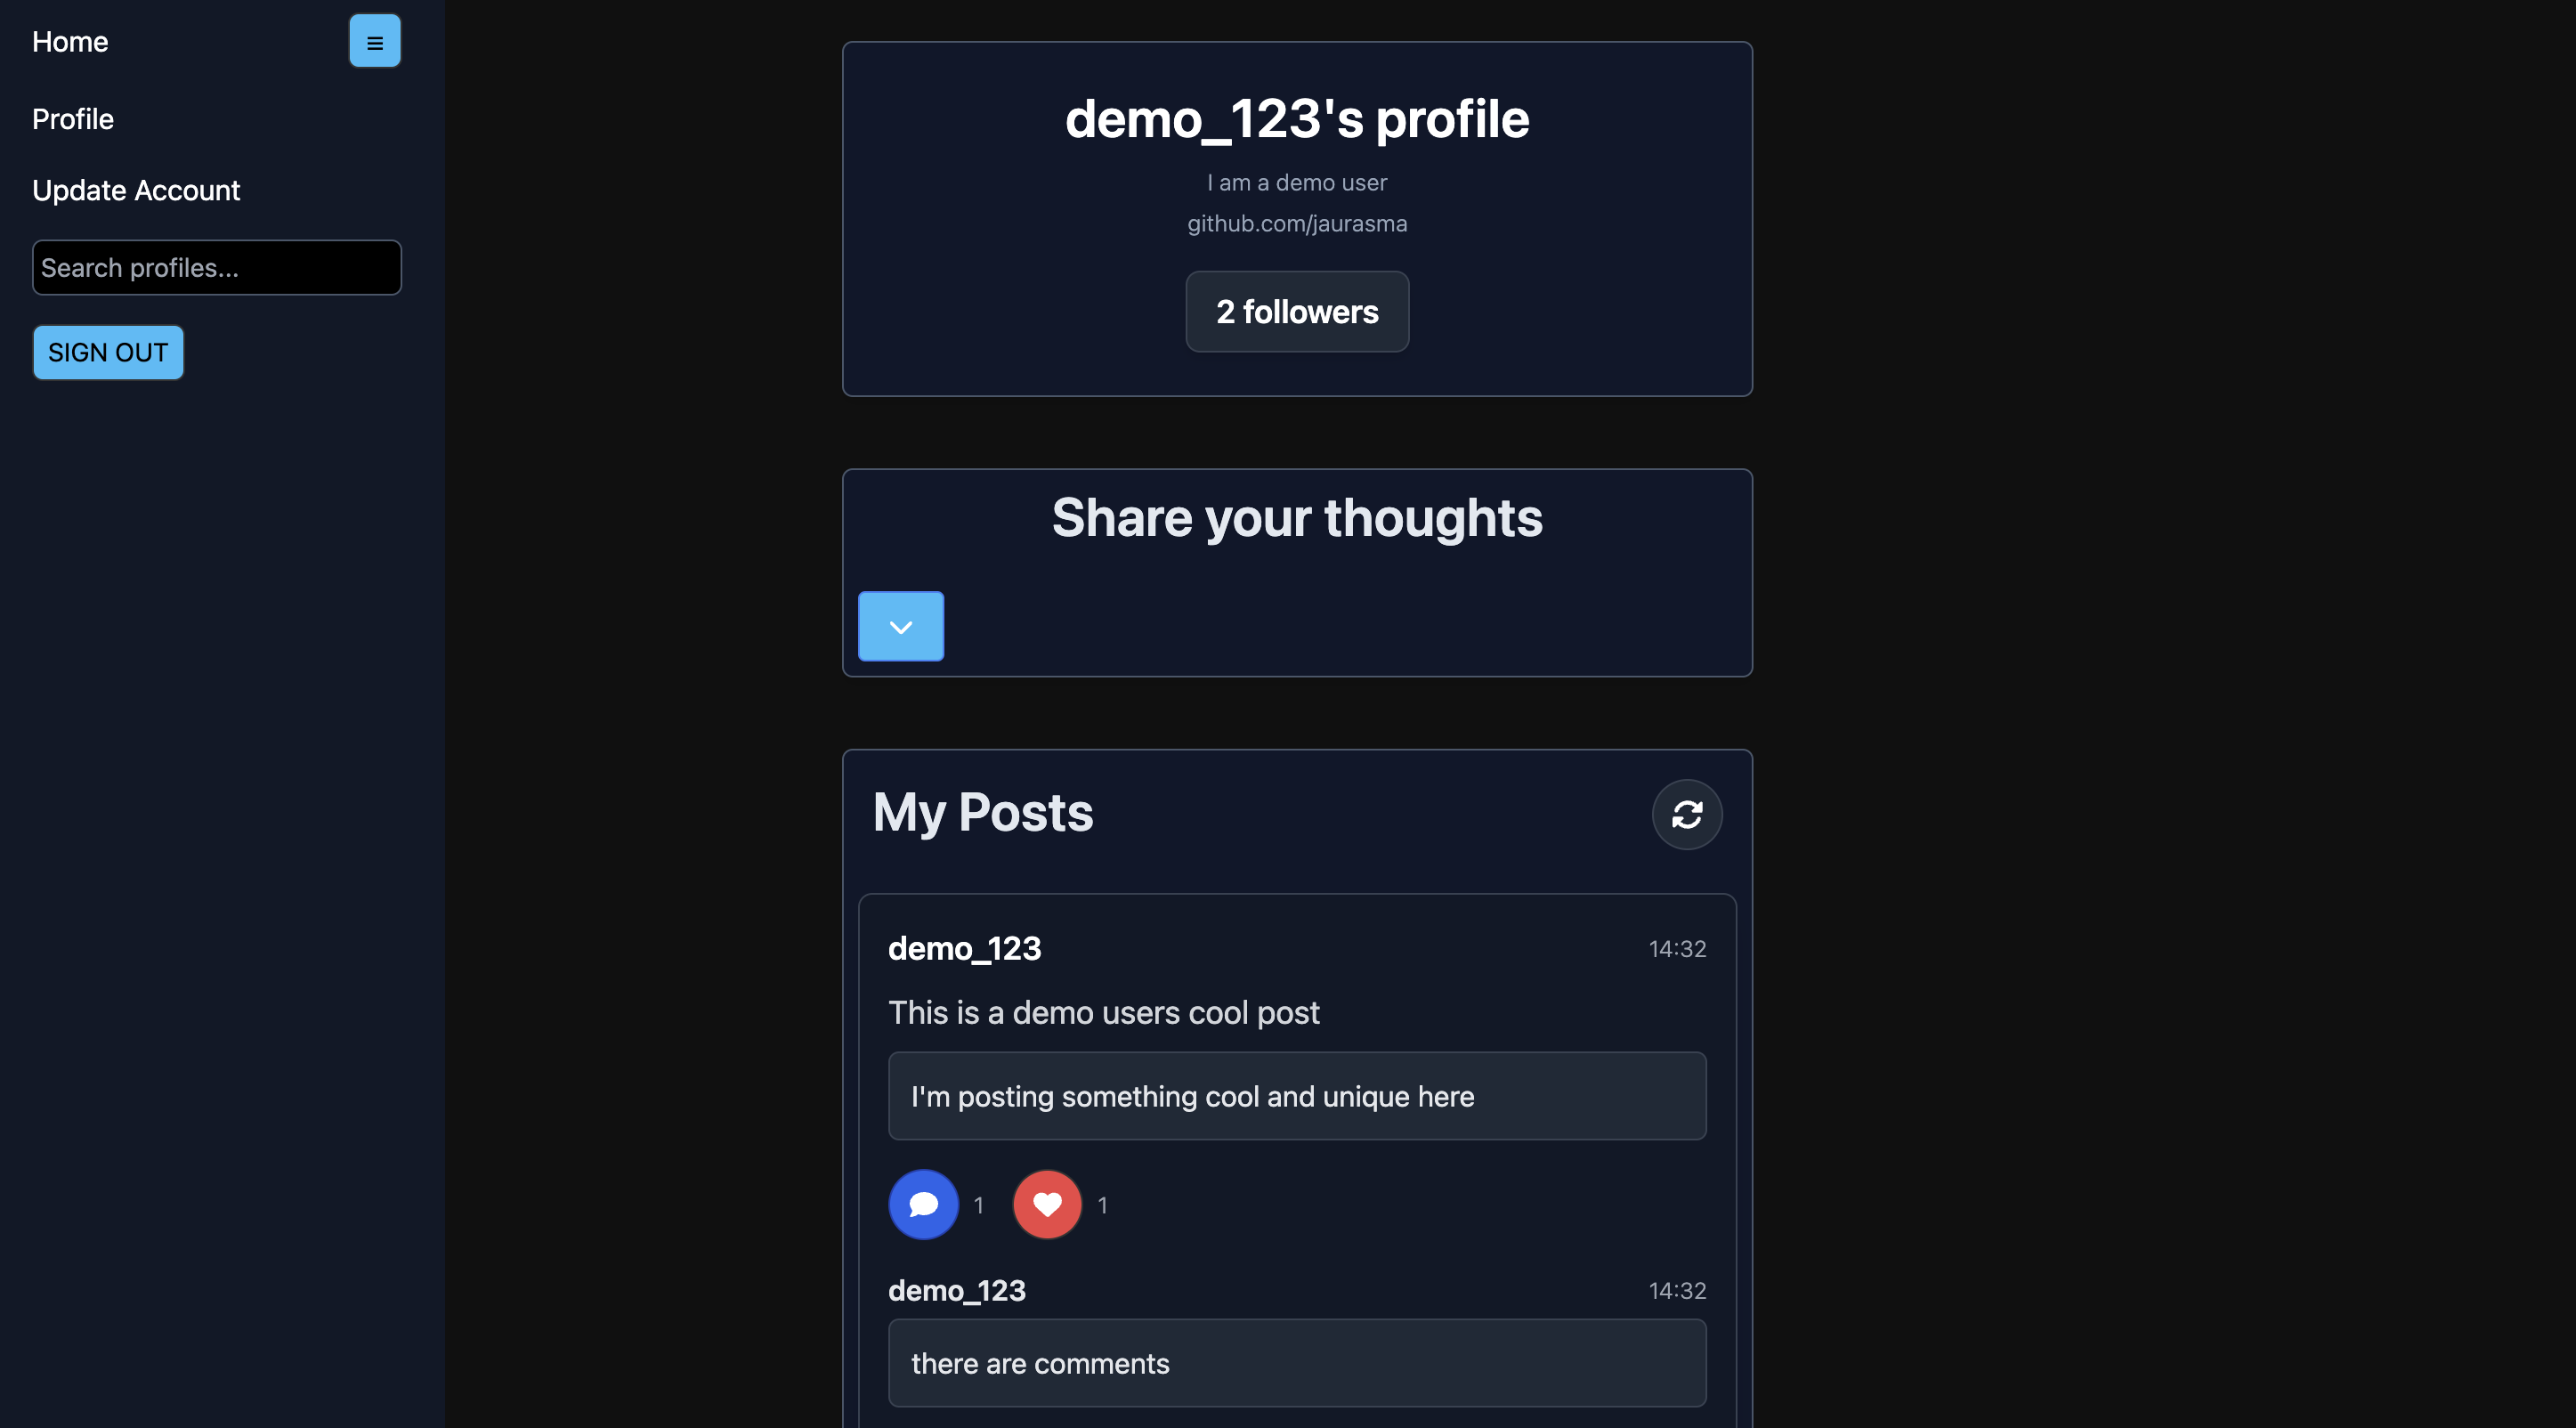 Home
Profile
Update Account
Search profiles...
SIGN OUT
demo_123's profile
I am a demo user
github.com/jaurasma
2 followers
Share your thoughts
My Posts
demo_123
14:32
This is a demo users cool post
I'm posting something cool and unique here
1
1
demo_123
14:32
there are comments